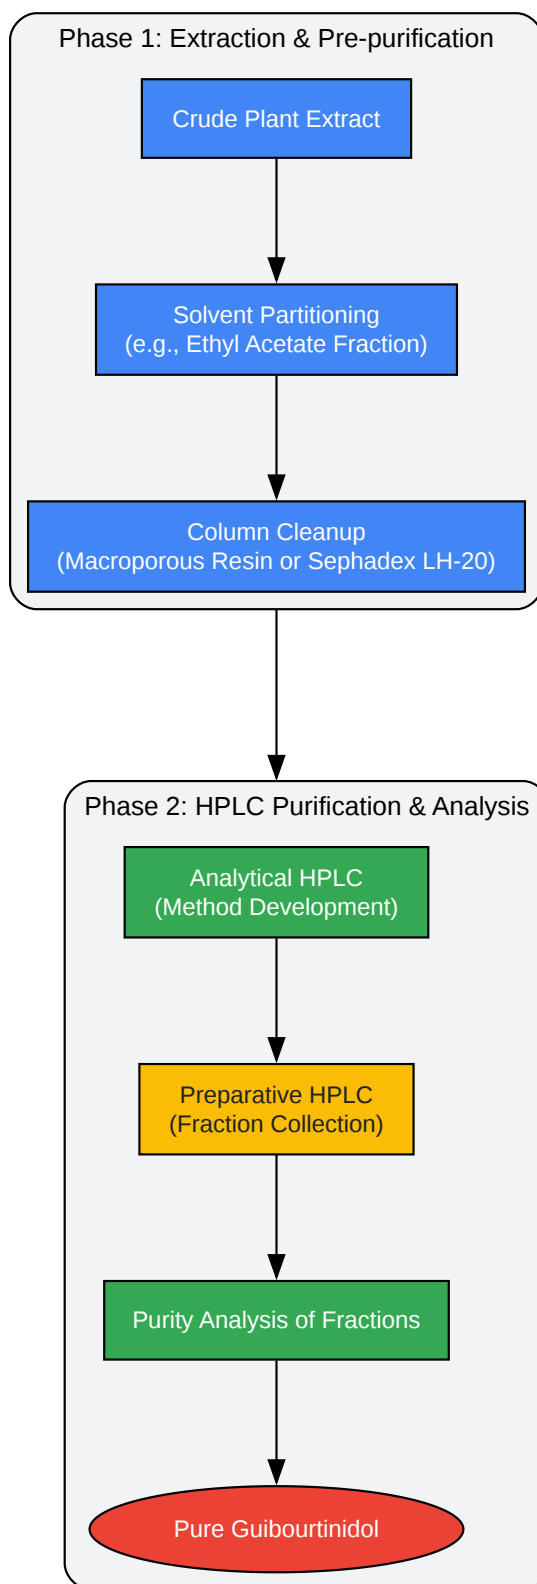 Phase 1: Extraction & Pre-purification
Crude Plant Extract
Solvent Partitioning
(e.g., Ethyl Acetate Fraction)
Column Cleanup
(Macroporous Resin or Sephadex LH-20)
Phase 2: HPLC Purification & Analysis
Analytical HPLC
(Method Development)
Preparative HPLC
(Fraction Collection)
Purity Analysis of Fractions
Pure Guibourtinidol